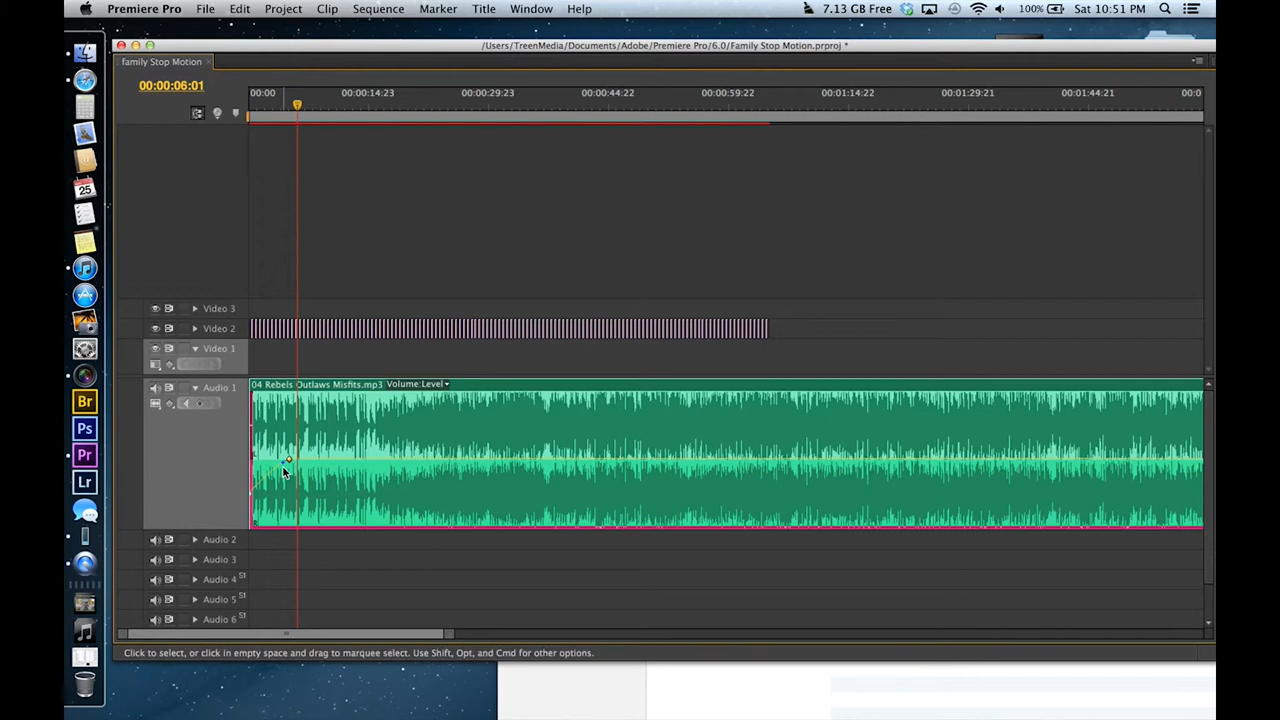 Premiere Pro File Edit Project Clip Sequence Marker Title Window Help 7.13 GB Free 100% Sat 10:51 PM
/Users/TreenMedia/Documents/Adobe/Premiere Pro/6.0/Family Stop Motion.prproj *
family Stop Motion ×
00:00:06:01
00:00 00:00:14:23 00:00:29:23 00:00:44:22 00:00:59:22 00:01:14:22 00:01:29:21 00:01:44:21 00:0
25
Video 3
Video 2
Video 1
Audio 1 04 Rebels Outlaws Misfits.mp3 Volume:Level
Br
Ps
Pr
Lr
Audio 2
Audio 3
Audio 4 S1
Audio 5 S1
Audio 6 S1
Click to select, or click in empty space and drag to marquee select. Use Shift, Opt, and Cmd for other options.